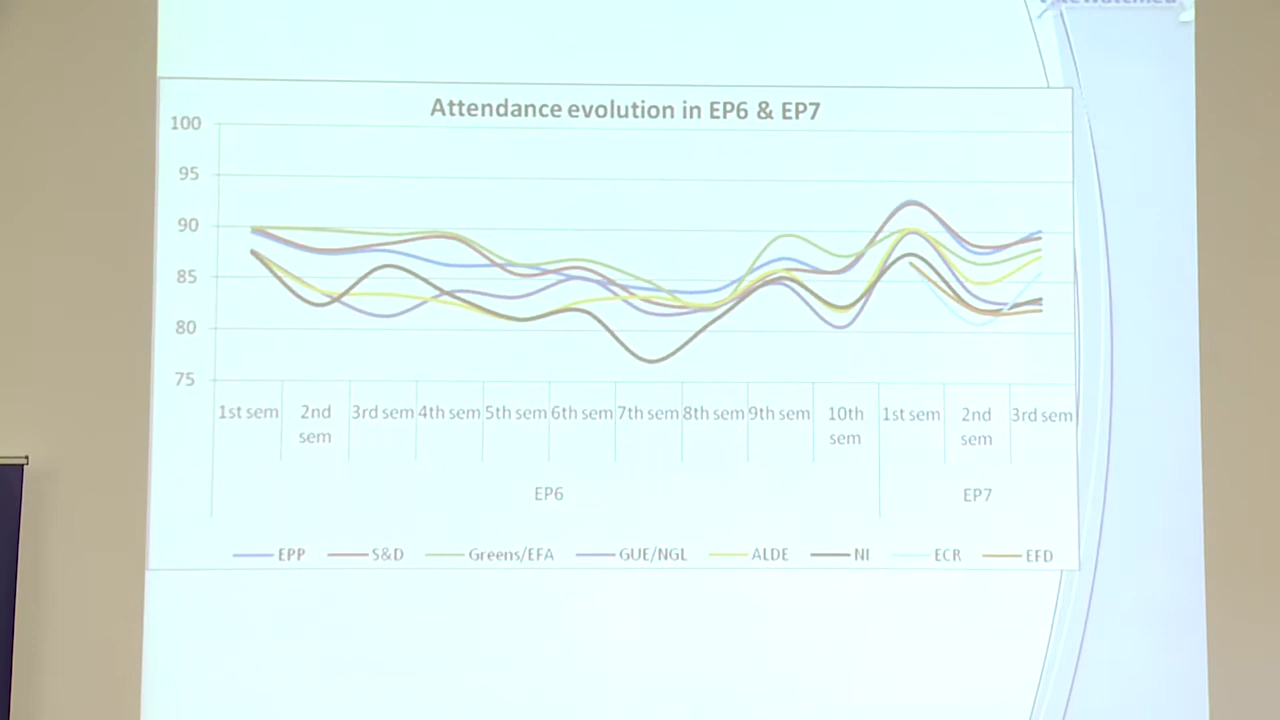 Attendance evolution in EP6 & EP7
100
95
90
85
80
75
1st sem 2nd sem 3rd sem 4th sem 5th sem 6th sem 7th sem 8th sem 9th sem 10th sem 1st sem 2nd sem 3rd sem
EP6 EP7
EPP S&D Greens/EFA GUE/NGL ALDE NI ECR EFD